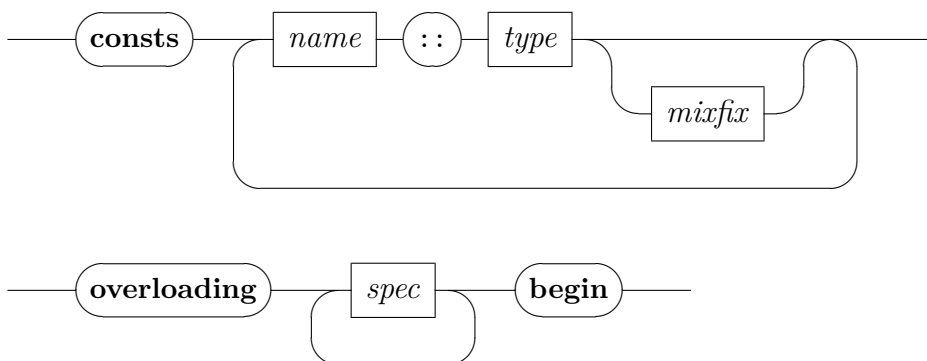 consts name :: type
mixfix
overloading spec begin